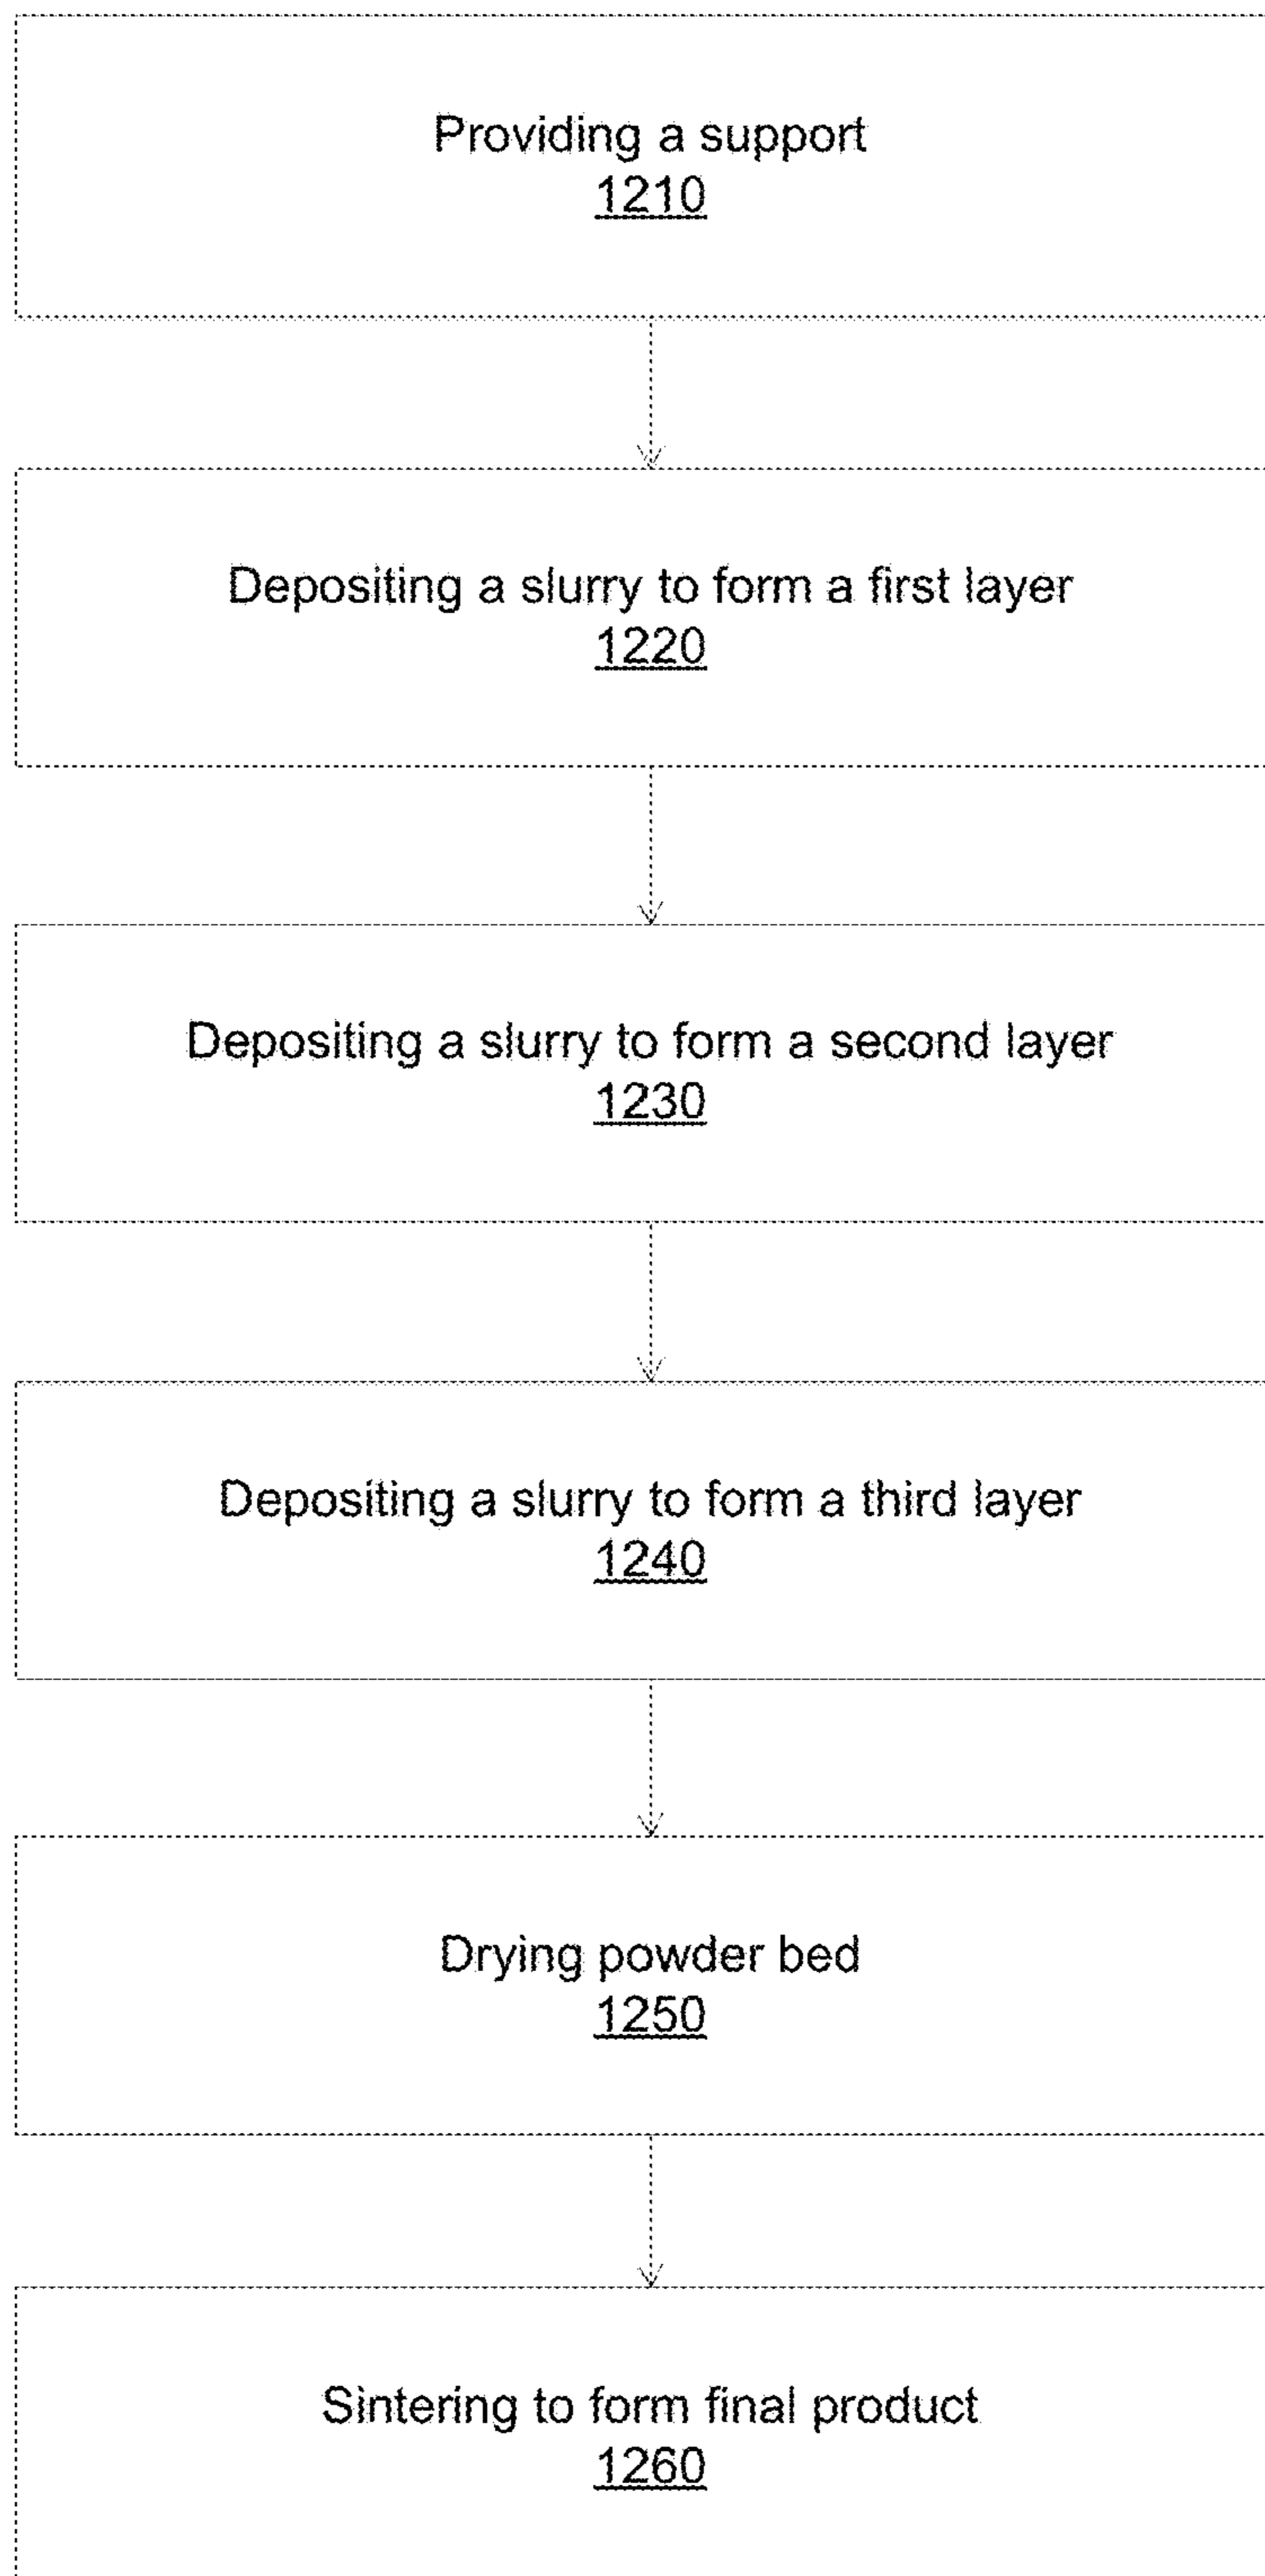 Providing a support
1210
Depositing a slurry to form a first layer
1220
Depositing a slurry to form a second layer
1230
Depositing a slurry to form a third layer
1240
Drying powder bed
1250
Sintering to form final product
1260